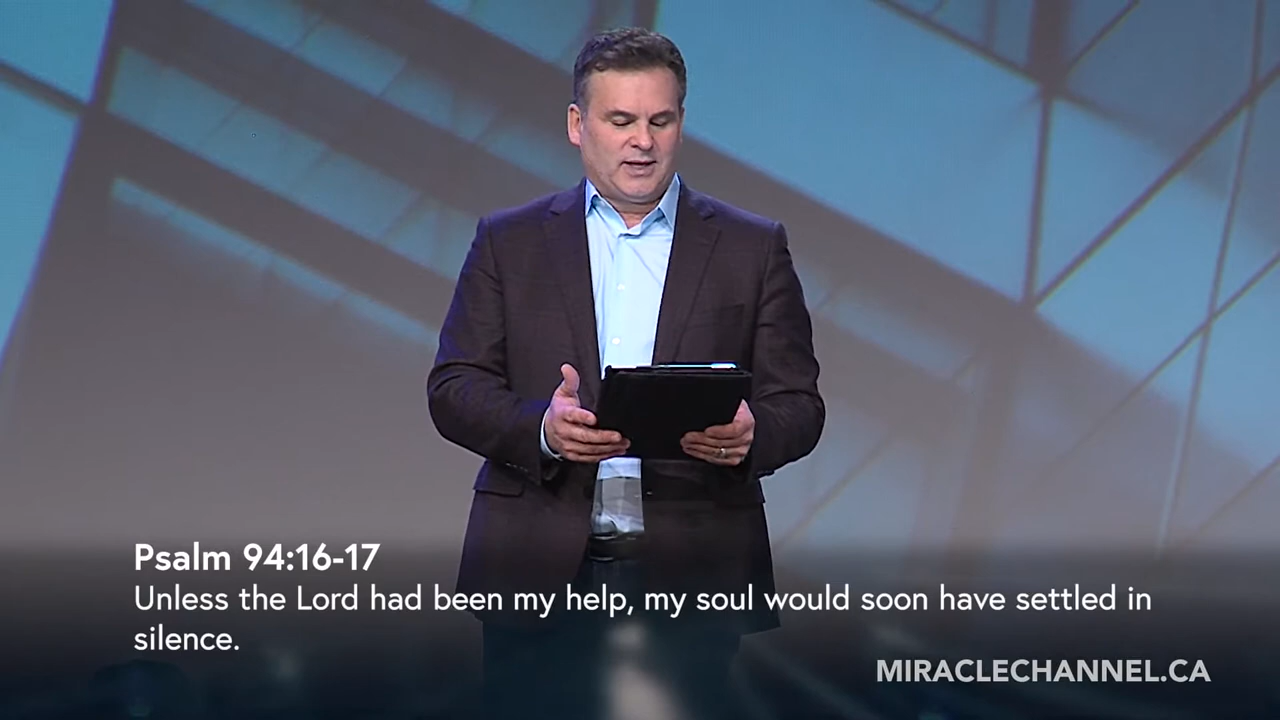 Psalm 94:16-17
Unless the Lord had been my help, my soul would soon have settled in
silence.
MIRACLECHANNEL.CA